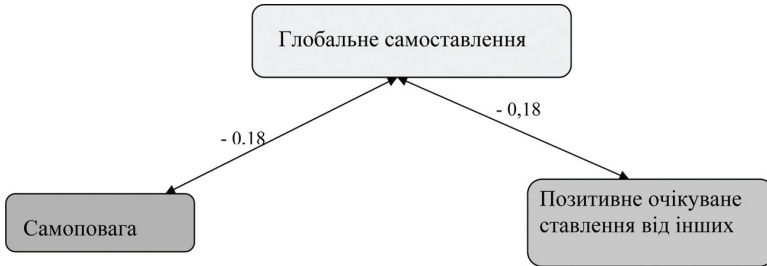 Глобальне самоставлення
- 0.18
- 0,18
Самоповага
Позитивне очікуване
ставлення від інших